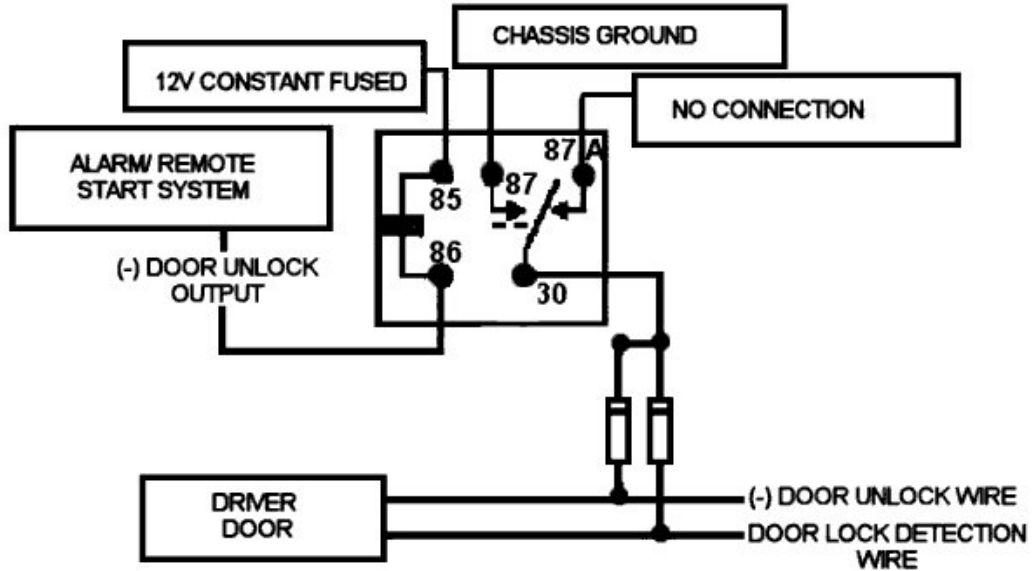 CHASSIS GROUND
12V CONSTANT FUSED
NO CONNECTION
ALARM/ REMOTE
START SYSTEM
87 A
87
85
86
30
(-) DOOR UNLOCK
OUTPUT
DRIVER
DOOR
(-) DOOR UNLOCK WIRE
DOOR LOCK DETECTION
WIRE